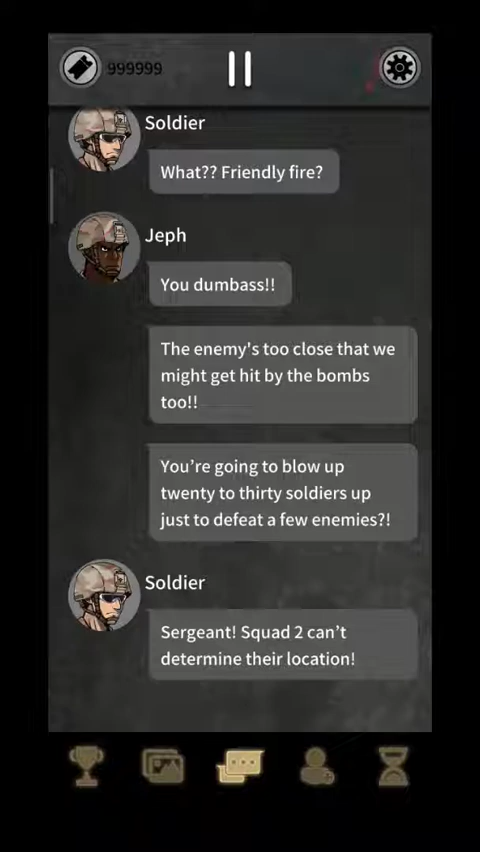 999999
Soldier
What?? Friendly fire?
Jeph
You dumbass!!
The enemy's too close that we
might get hit by the bombs
too!!
You’re going to blow up
twenty to thirty soldiers up
just to defeat a few enemies?!
Soldier
Sergeant! Squad 2 can’t
determine their location!